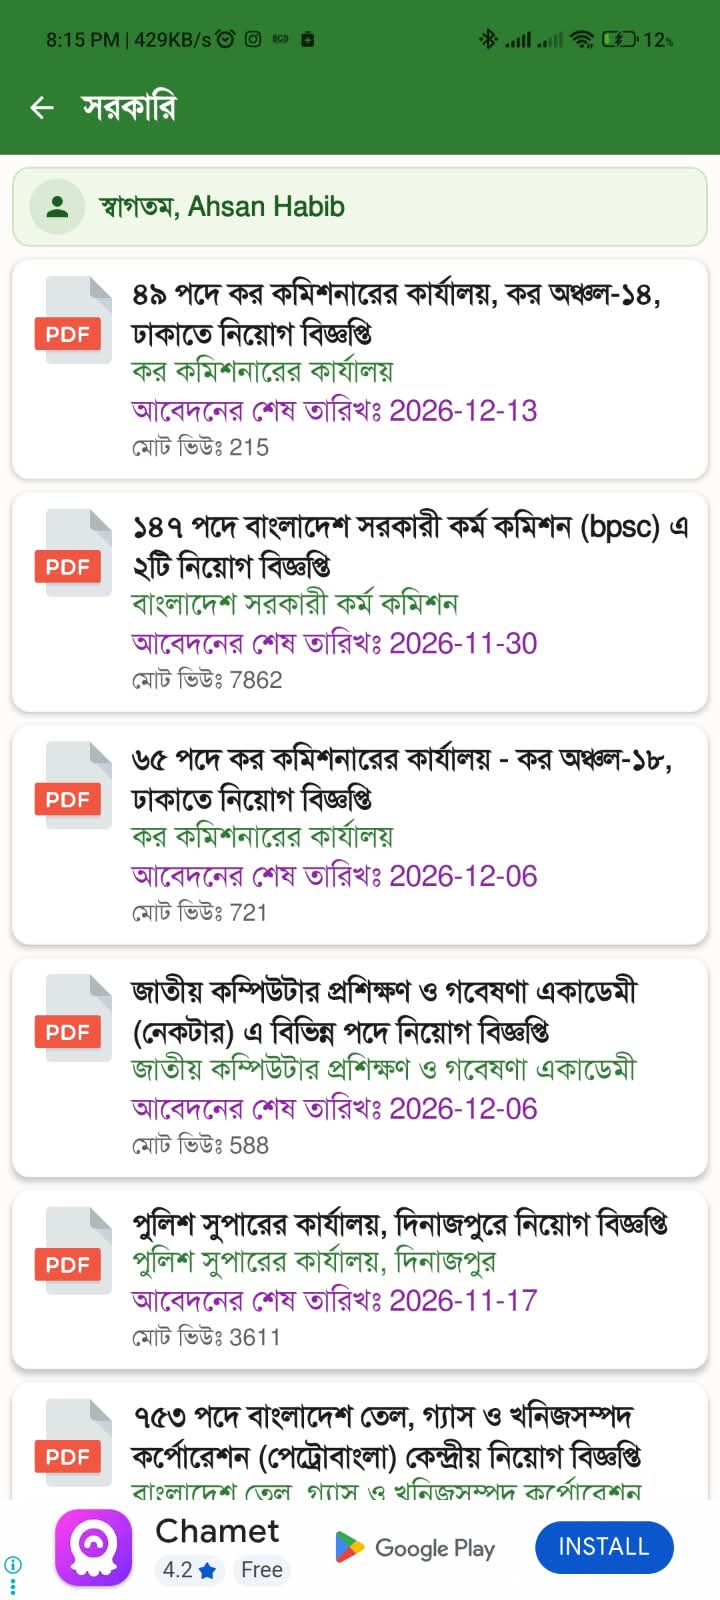 8:15 PM | 429KB/s
12%
সরকারি
স্বাগতম, Ahsan Habib
PDF
৪৯ পদে কর কমিশনারের কার্যালয়, কর অঞ্চল-১৪,
ঢাকাতে নিয়োগ বিজ্ঞপ্তি
কর কমিশনারের কার্যালয়
আবেদনের শেষ তারিখঃ 2026-12-13
মোট ভিউঃ 215
PDF
১৪৭ পদে বাংলাদেশ সরকারী কর্ম কমিশন (bpsc) এ
২টি নিয়োগ বিজ্ঞপ্তি
বাংলাদেশ সরকারী কর্ম কমিশন
আবেদনের শেষ তারিখঃ 2026-11-30
মোট ভিউঃ 7862
PDF
৬৫ পদে কর কমিশনারের কার্যালয় - কর অঞ্চল-১৮,
ঢাকাতে নিয়োগ বিজ্ঞপ্তি
কর কমিশনারের কার্যালয়
আবেদনের শেষ তারিখঃ 2026-12-06
মোট ভিউঃ 721
PDF
জাতীয় কম্পিউটার প্রশিক্ষণ ও গবেষণা একাডেমী
(নেকটার) এ বিভিন্ন পদে নিয়োগ বিজ্ঞপ্তি
জাতীয় কম্পিউটার প্রশিক্ষণ ও গবেষণা একাডেমী
আবেদনের শেষ তারিখঃ 2026-12-06
মোট ভিউঃ 588
PDF
পুলিশ সুপারের কার্যালয়, দিনাজপুরে নিয়োগ বিজ্ঞপ্তি
পুলিশ সুপারের কার্যালয়, দিনাজপুর
আবেদনের শেষ তারিখঃ 2026-11-17
মোট ভিউঃ 3611
PDF
৭৫৩ পদে বাংলাদেশ তেল, গ্যাস ও খনিজসম্পদ
কর্পোরেশন (পেট্রোবাংলা) কেন্দ্রীয় নিয়োগ বিজ্ঞপ্তি
বাংলাদেশ তেল, গ্যাস ও খনিজসম্পদ কর্পোরেশন
Chamet
4.2 Free
Google Play
INSTALL